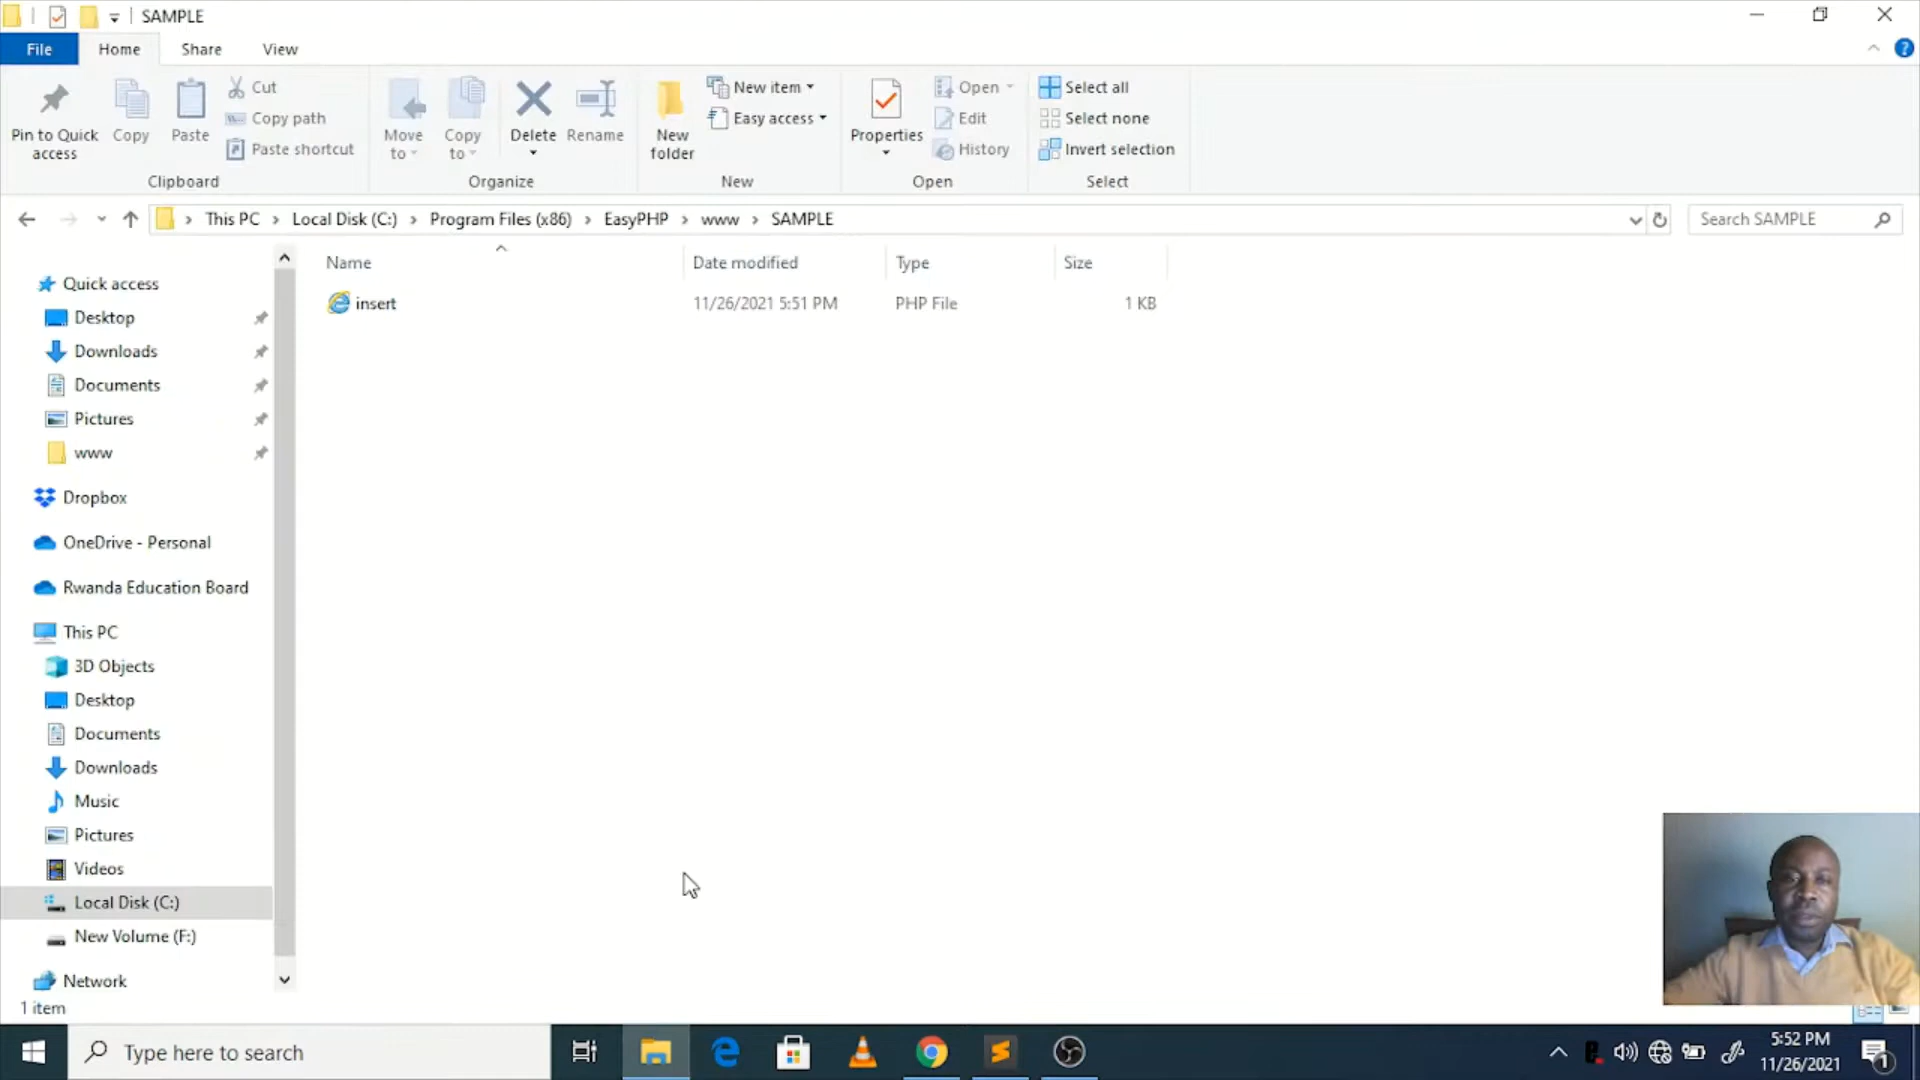 SAMPLE
File Home Share View
Pin to Quick access
Copy
Paste
Cut
Copy path
Paste shortcut
Clipboard
Move to
Copy to
Delete
Rename
Organize
New folder
New item
Easy access
New
Properties
Open
Edit
History
Open
Select all
Select none
Invert selection
Select
This PC > Local Disk (C:) > Program Files (x86) > EasyPHP > www > SAMPLE
Search SAMPLE
Name Date modified Type Size
insert 11/26/2021 5:51 PM PHP File 1 KB
Quick access
Desktop
Downloads
Documents
Pictures
www
Dropbox
OneDrive - Personal
Rwanda Education Board
This PC
3D Objects
Desktop
Documents
Downloads
Music
Pictures
Videos
Local Disk (C:)
New Volume (F:)
Network
1 item
Type here to search
5:52 PM
11/26/2021
1